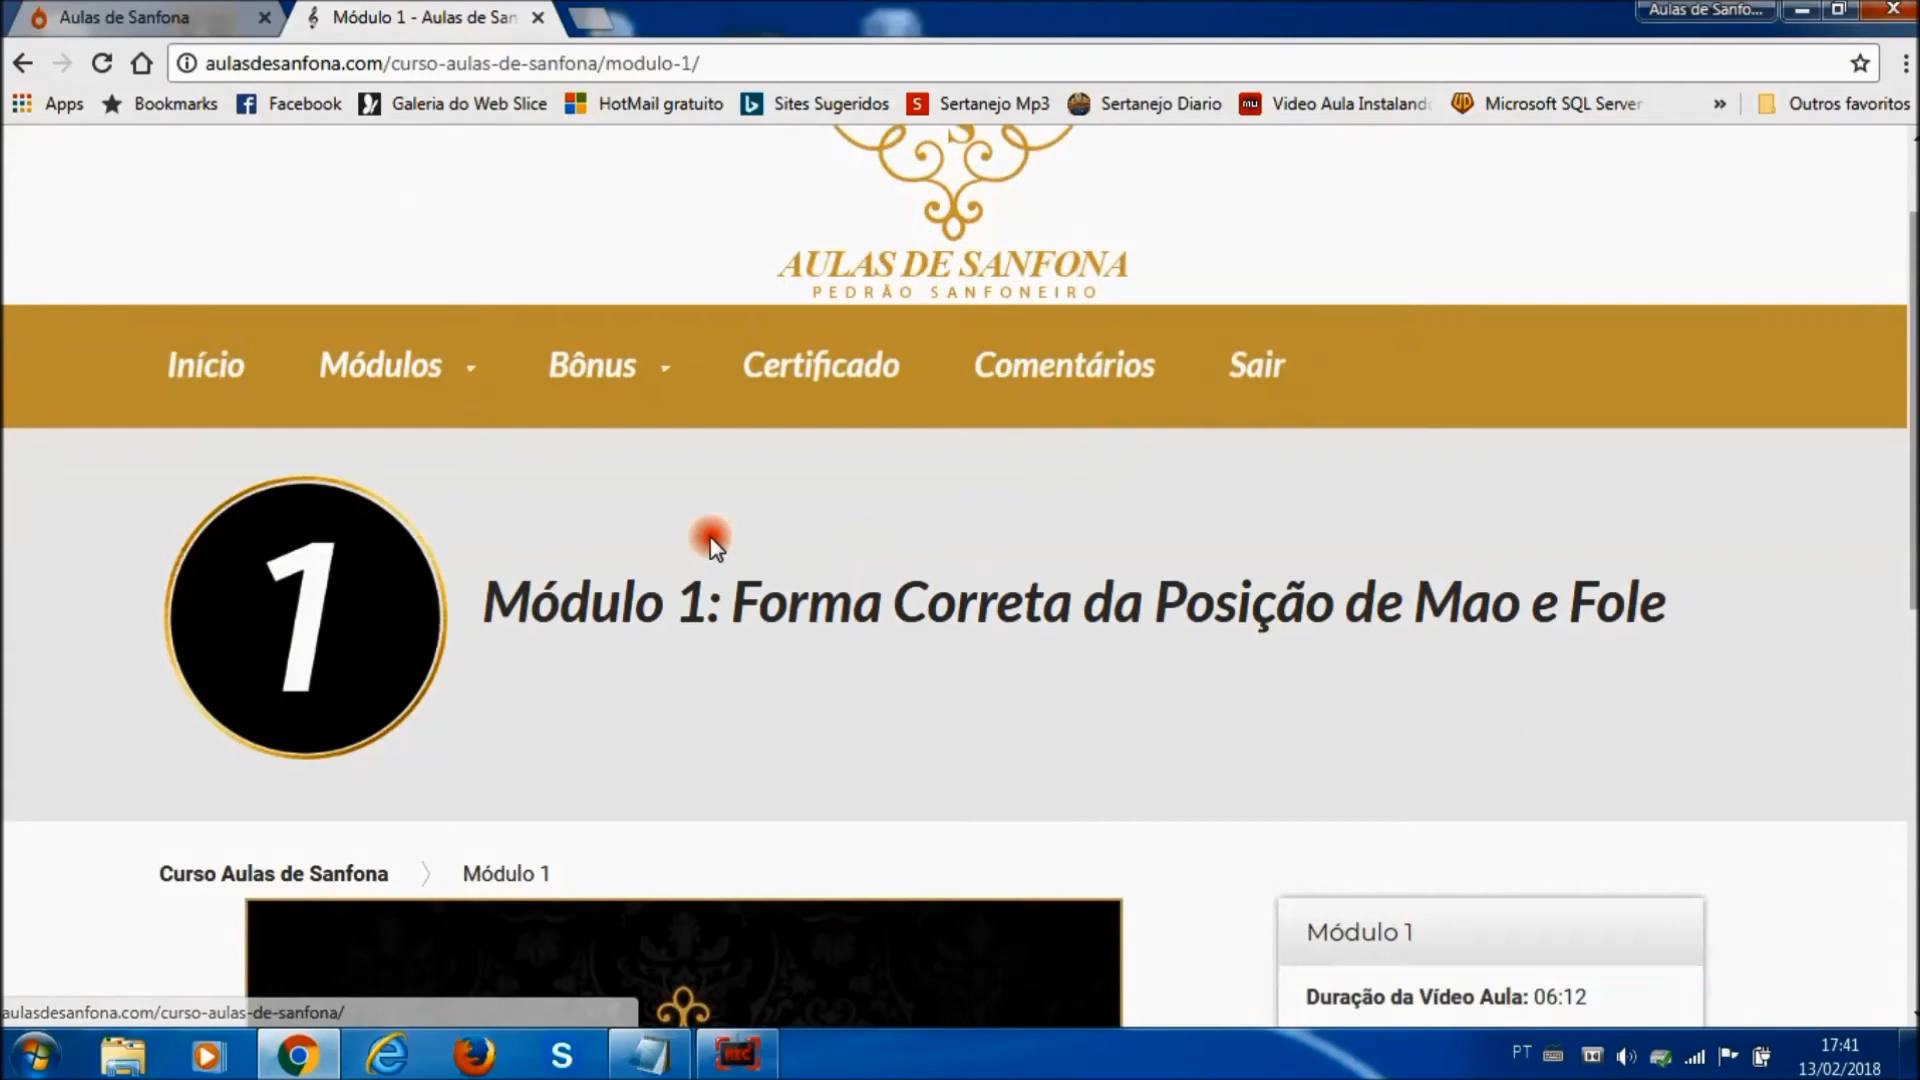 Aulas de Sanfona
Módulo 1 - Aulas de San
Aulas de Sanfo...
aulasdesanfona.com/curso-aulas-de-sanfona/modulo-1/
Apps Bookmarks Facebook Galeria do Web Slice HotMail gratuito Sites Sugeridos Sertanejo Mp3 Sertanejo Diario Video Aula Instaland Microsoft SQL Server » Outros favoritos
AULAS DE SANFONA
PEDRÃO SANFONEIRO
Início Módulos Bônus Certificado Comentários Sair
1
Módulo 1: Forma Correta da Posição de Mao e Fole
Curso Aulas de Sanfona Módulo 1
Módulo 1
Duração da Vídeo Aula: 06:12
aulasdesanfona.com/curso-aulas-de-sanfona/
REC
PT
17:41
13/02/2018